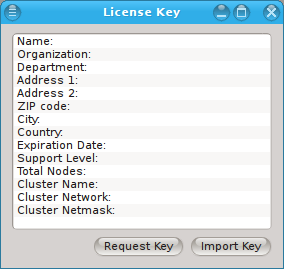 License Key
Name:
Organization:
Department:
Address 1:
Address 2:
ZIP code:
City:
Country:
Expiration Date:
Support Level:
Total Nodes:
Cluster Name:
Cluster Network:
Cluster Netmask:
Request Key Import Key